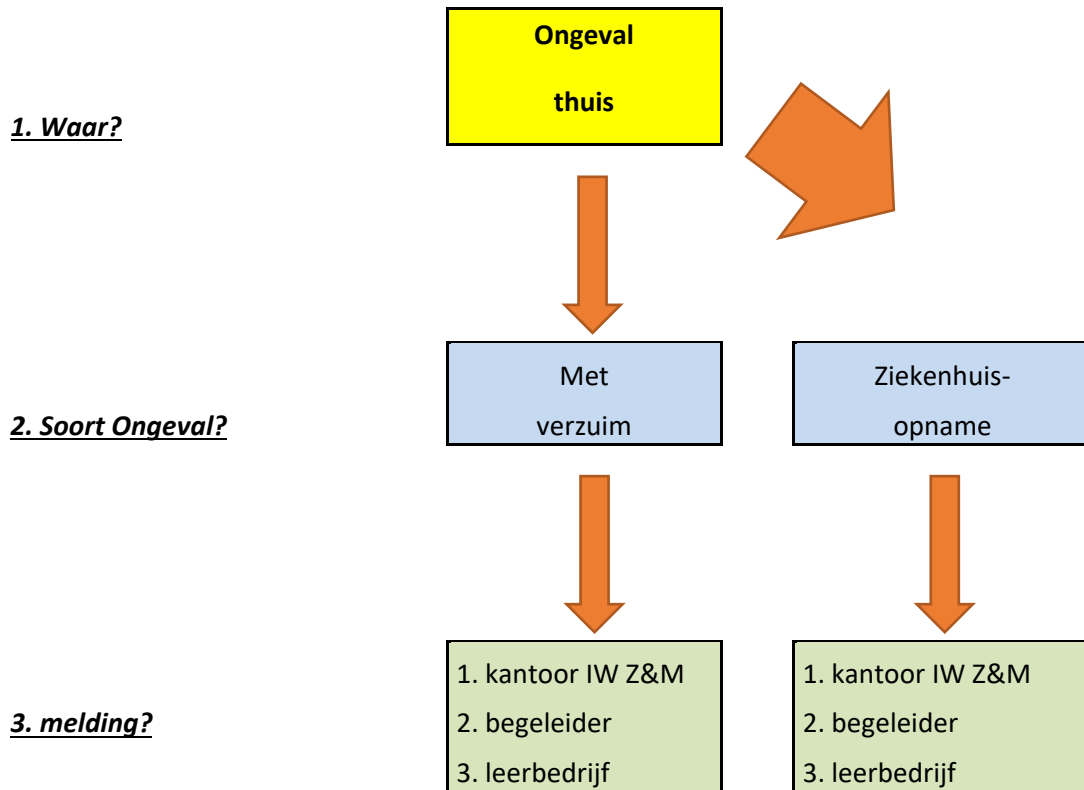 Ongeval
thuis
1. Waar?
Met
verzuim
Ziekenhuis-
opname
2. Soort Ongeval?
1. kantoor IW Z&M
2. begeleider
3. leerbedrijf
1. kantoor IW Z&M
2. begeleider
3. leerbedrijf
3. melding?